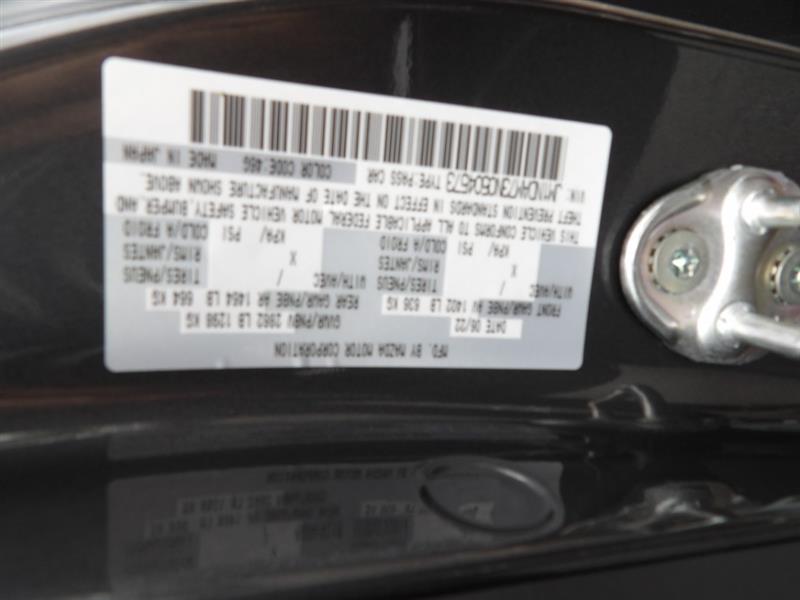 MFD. BY MAZDA MOTOR CORPORATION
DATE 06/22 GVWR/PNBV 2962 LB 1298 KG
FRONT GAWR/PNBE AV 1402 LB 636 KG REAR GAWR/PNBE AR 1464 LB 664 KG
WITH/AVEC / WITH/AVEC /
TIRES/PNEUS X TIRES/PNEUS X
RIMS/JANTES RIMS/JANTES
COLD/A FROID KPA/ PSI COLD/A FROID KPA/ PSI
THIS VEHICLE CONFORMS TO ALL APPLICABLE FEDERAL MOTOR VEHICLE SAFETY, BUMPER, AND
THEFT PREVENTION STANDARDS IN EFFECT ON THE DATE OF MANUFACTURE SHOWN ABOVE.
VIN: TYPE:PASS CAR COLOR CODE:46G MADE IN JAPAN